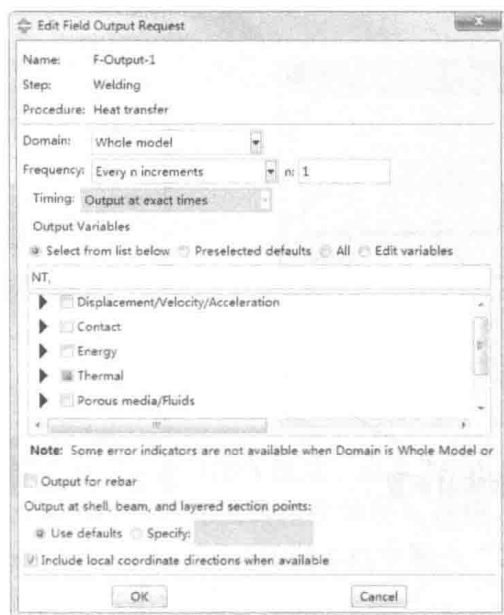 Edit Field Output Request
Name: F-Output-1
Step: Welding
Procedure: Heat transfer
Domain: Whole model
Frequency: Every n increments n: 1
Timing: Output at exact times
Output Variables
Select from list below Preselected defaults All Edit variables
NT,
Displacement/Velocity/Acceleration
Contact
Energy
Thermal
Porous media/Fluids
Note: Some error indicators are not available when Domain is Whole Model or
Output for rebar
Output at shell, beam, and layered section points:
Use defaults Specify:
Include local coordinate directions when available
OK Cancel